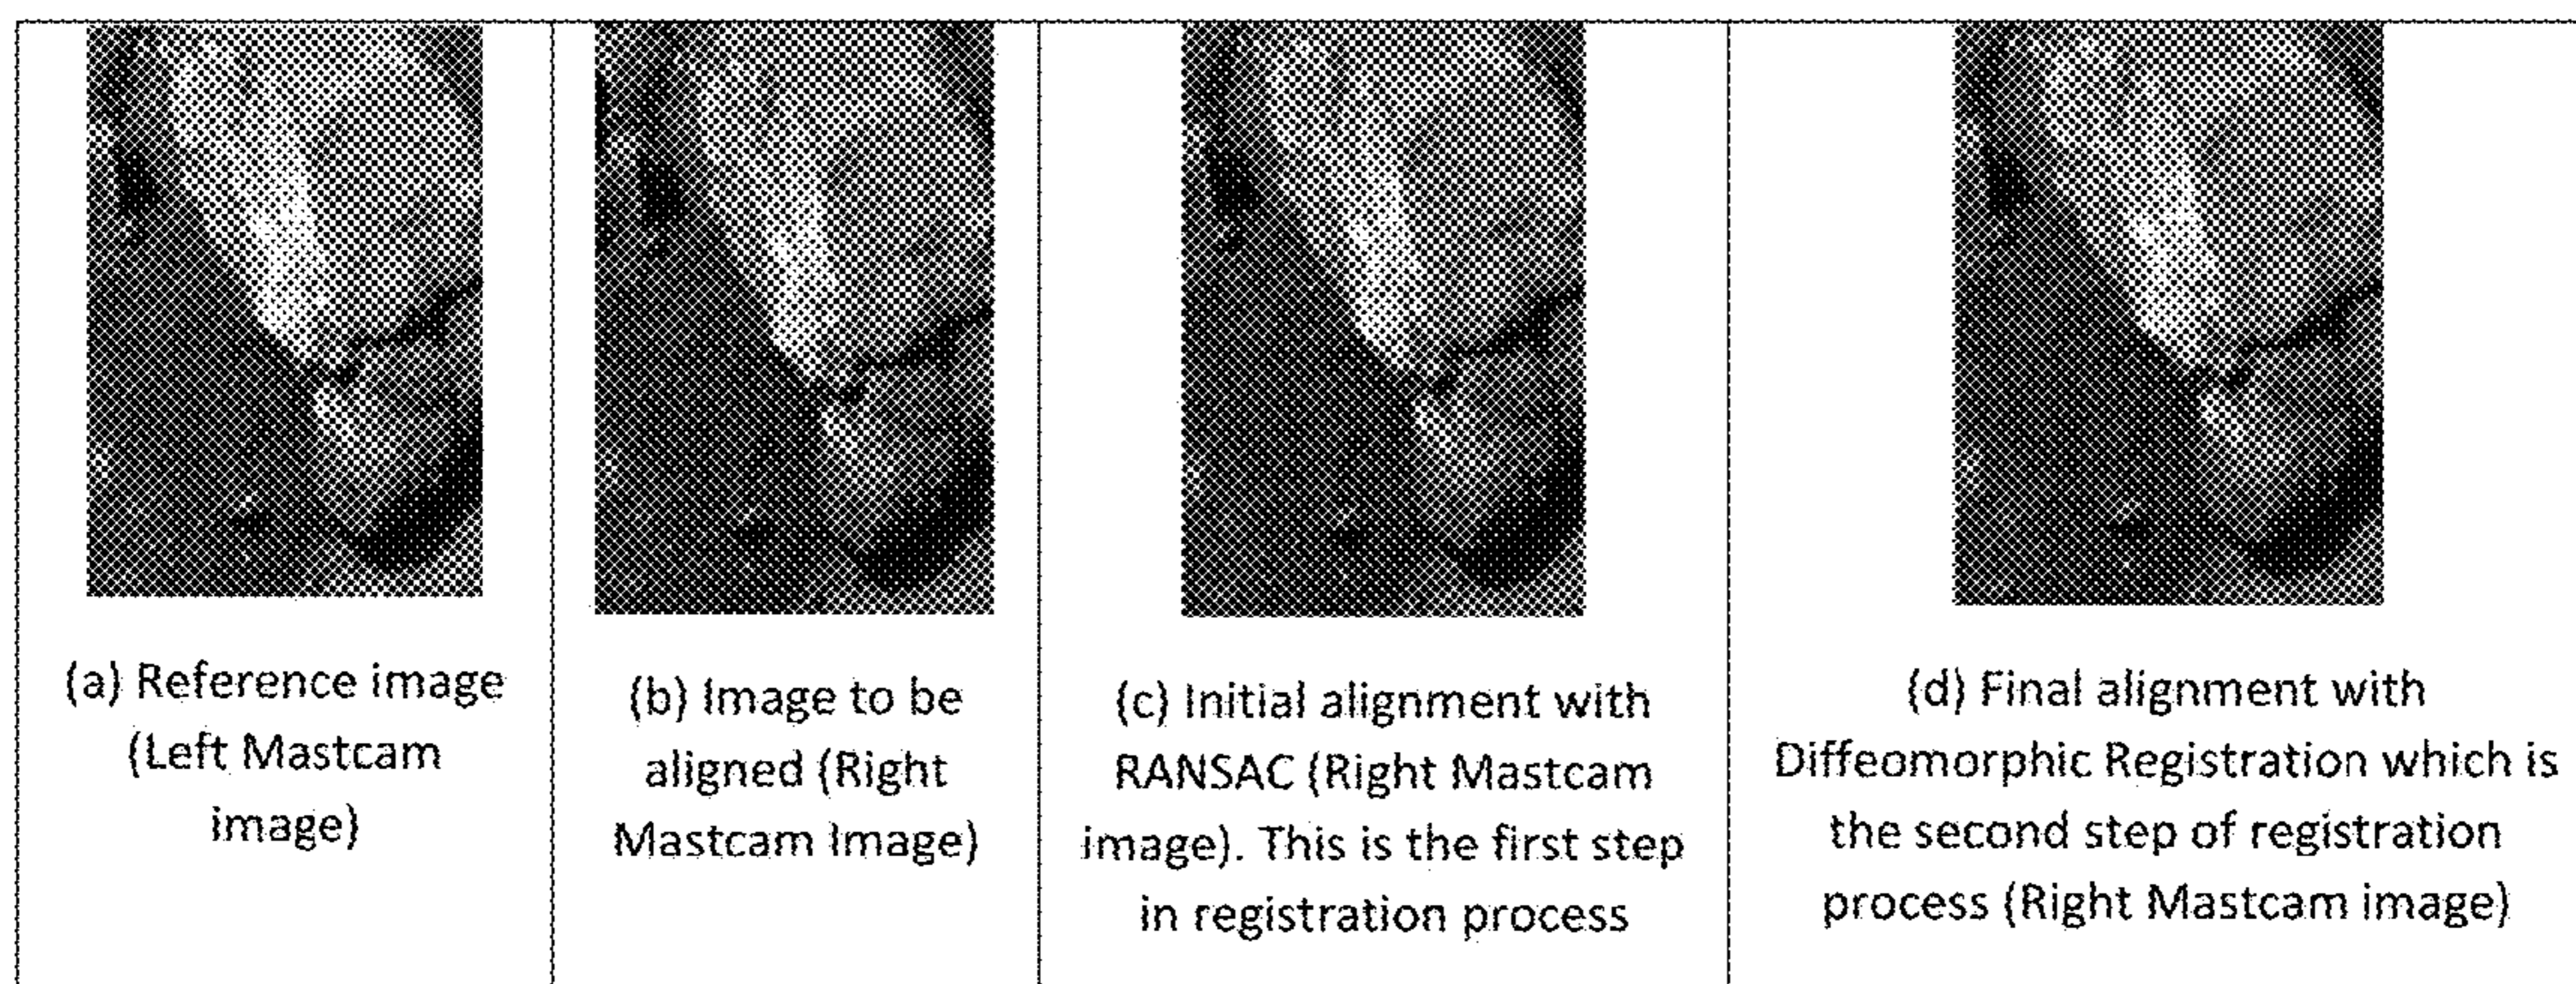 (a) Reference image
(Left Mastcam
image)
(b) Image to be
aligned (Right
Mastcam Image)
(c) Initial alignment with
RANSAC (Right Mastcam
image). This is the first step
in registration process
(d) Final alignment with
Diffeomorphic Registration which is
the second step of registration
process (Right Mastcam image)